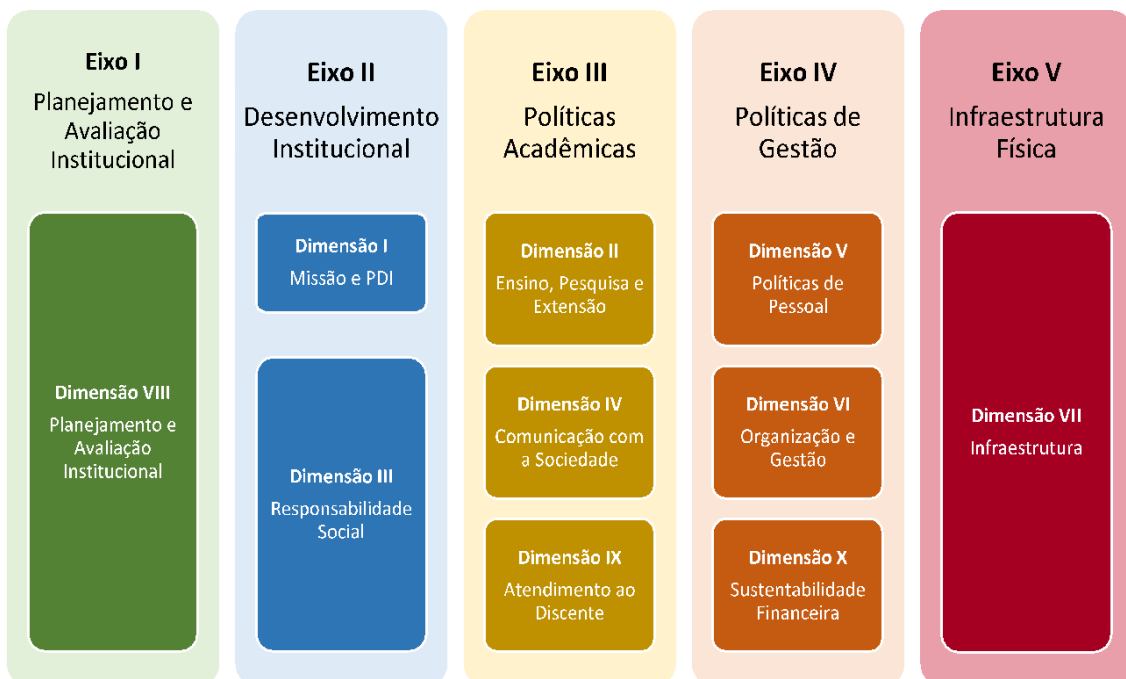 Eixo I
Planejamento e
Avaliação
Institucional
Dimensão VIII
Planejamento e
Avaliação
Institucional
Eixo II
Desenvolvimento
Institucional
Dimensão I
Missão e PDI
Dimensão III
Responsabilidade
Social
Eixo III
Políticas
Acadêmicas
Dimensão II
Ensino, Pesquisa e
Extensão
Dimensão IV
Comunicação com
a Sociedade
Dimensão IX
Atendimento ao
Discente
Eixo IV
Políticas de
Gestão
Dimensão V
Políticas de
Pessoal
Dimensão VI
Organização e
Gestão
Dimensão X
Sustentabilidade
Financeira
Eixo V
Infraestrutura
Física
Dimensão VII
Infraestrutura